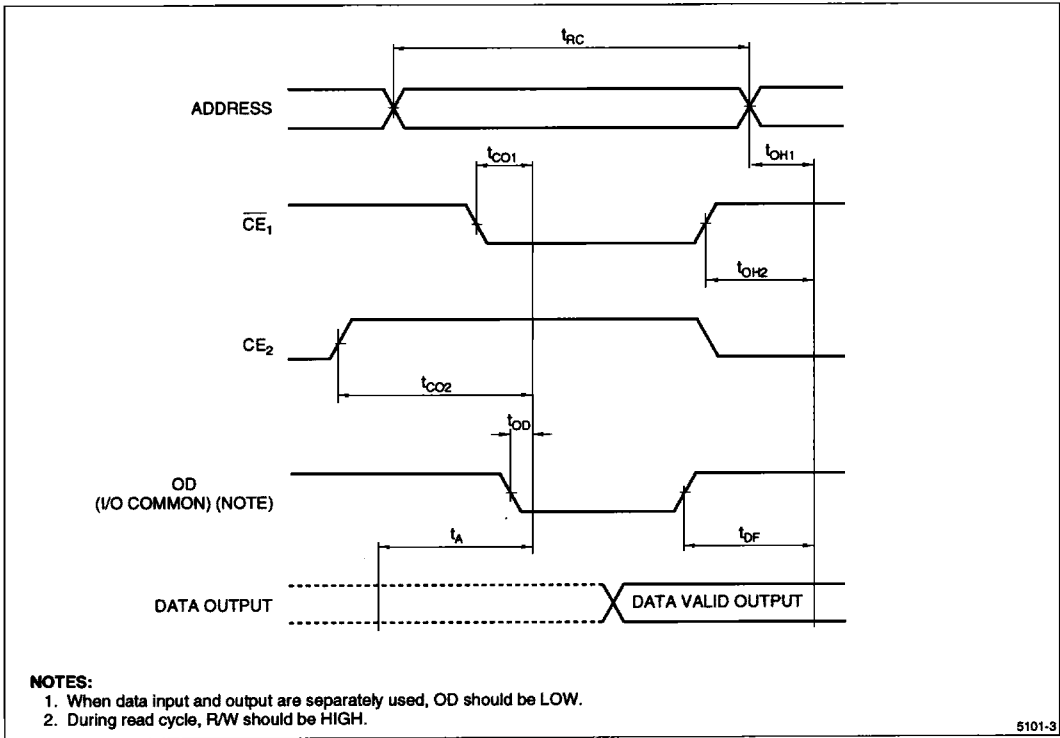 tRC
ADDRESS
tOH1
tCO1
CE1
tOH2
CE2
tCO2
tOD
OD
(I/O COMMON) (NOTE)
tA
tDF
DATA OUTPUT
DATA VALID OUTPUT
NOTES:
1. When data input and output are separately used, OD should be LOW.
2. During read cycle, R/W should be HIGH.
5101-3